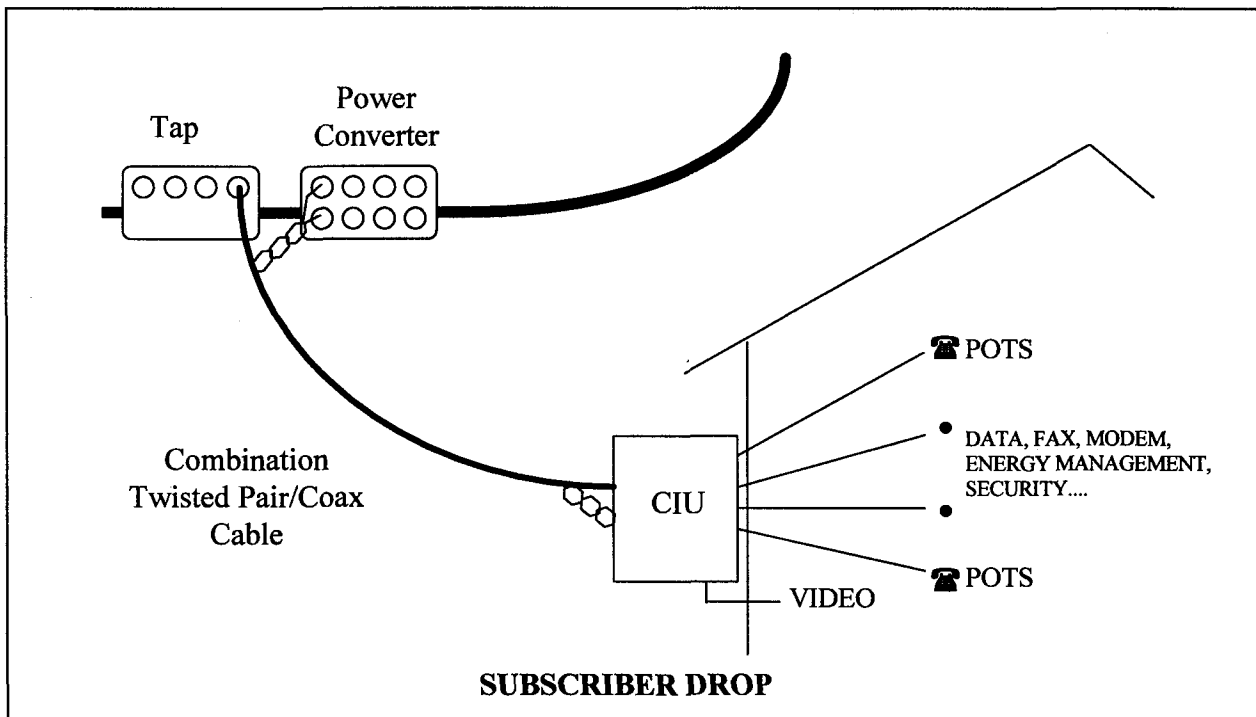 Power
Converter
Tap
POTS
DATA, FAX, MODEM,
ENERGY MANAGEMENT,
SECURITY....
Combination
Twisted Pair/Coax
Cable
CIU
POTS
VIDEO
SUBSCRIBER DROP